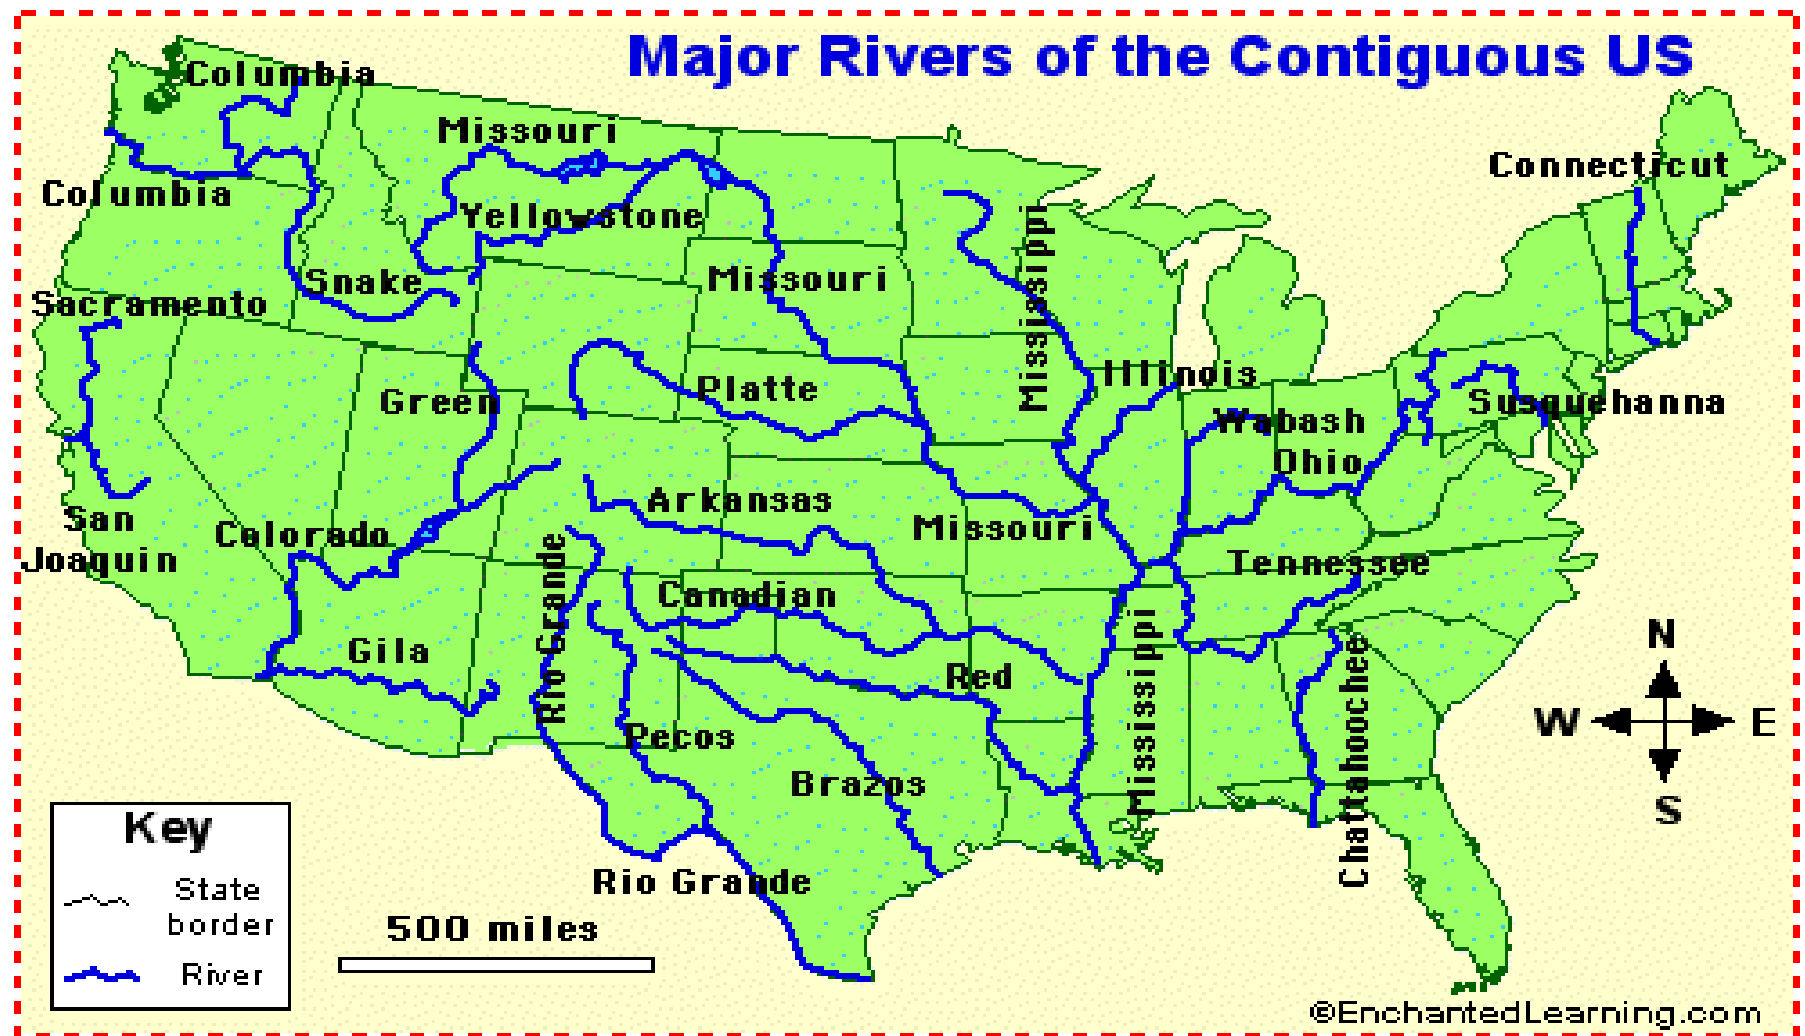 Major Rivers of the Contiguous US
Columbia
Missouri
Connecticut
Columbia
Yellowstone
Mississippi
Snake
Missouri
Sacramento
Illinois
Platte
Green
Susquehanna
Wabash
Ohio
Arkansas
San
Joaquin
Colorado
Missouri
Tennessee
Rio Grande
Canadian
Gila
Red
Mississippi
Chattahoochee
Pecos
Brazos
Rio Grande
N
W
E
S
Key
State
border
River
500 miles
©EnchantedLearning.com